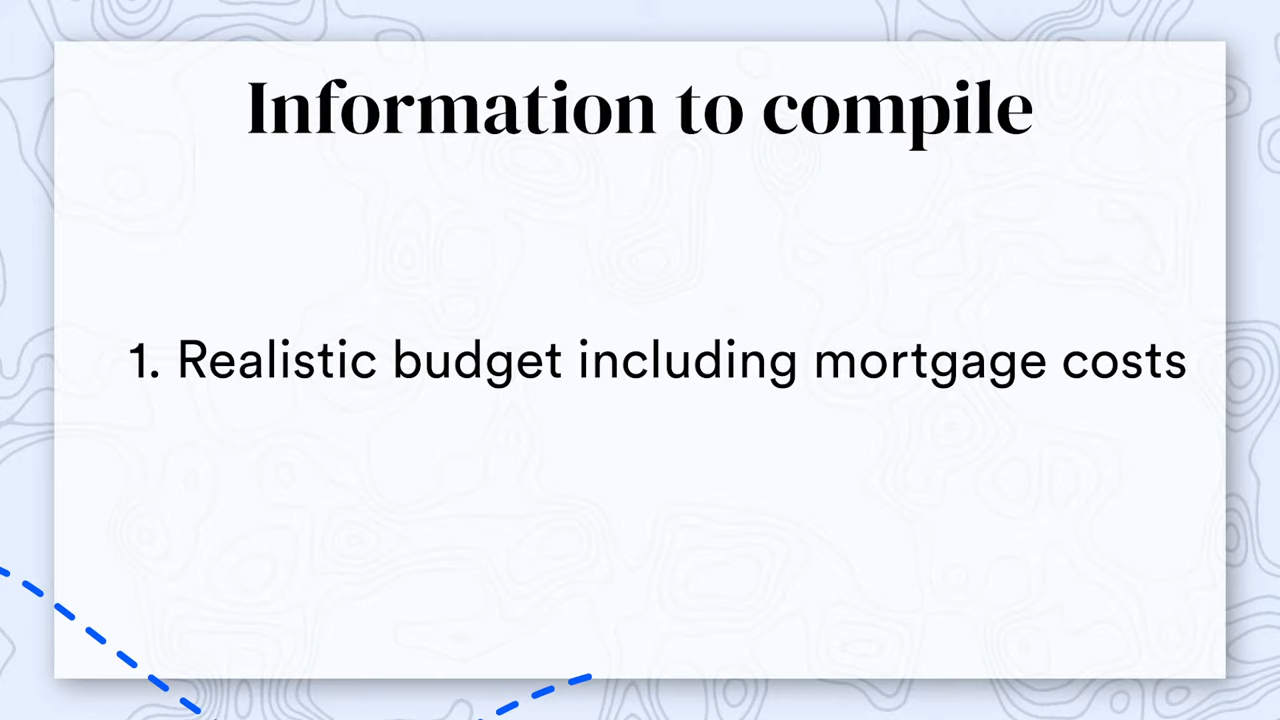 Information to compile
1. Realistic budget including mortgage costs